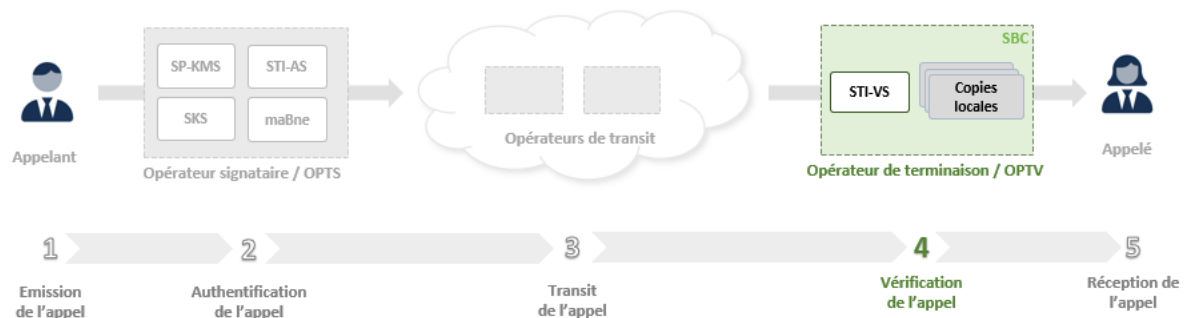 SBC
SP-KMS
STI-AS
STI-VS
Copies
locales
SKS
maBne
Opérateurs de transit
Appelant
Appelé
Opérateur signataire / OPTS
Opérateur de terminaison / OPTV
1
2
3
4
5
Emission
de l'appel
Authentification
de l'appel
Transit
de l'appel
Vérification
de l'appel
Réception de
l'appel